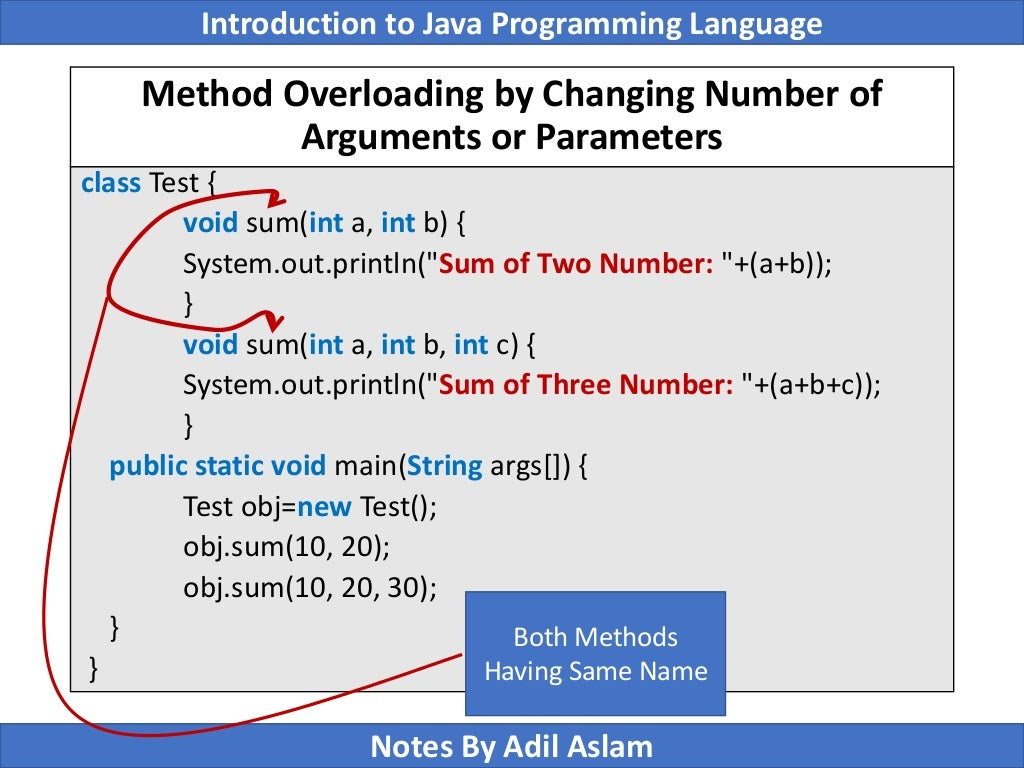 Introduction to Java Programming Language
Method Overloading by Changing Number of
Arguments or Parameters
class Test {
void sum(int a, int b) {
System.out.println("Sum of Two Number: "+(a+b));
}
void sum(int a, int b, int c) {
System.out.println("Sum of Three Number: "+(a+b+c));
}
public static void main(String args[]) {
Test obj=new Test();
obj.sum(10, 20);
obj.sum(10, 20, 30);
}
}
Both Methods
Having Same Name
Notes By Adil Aslam